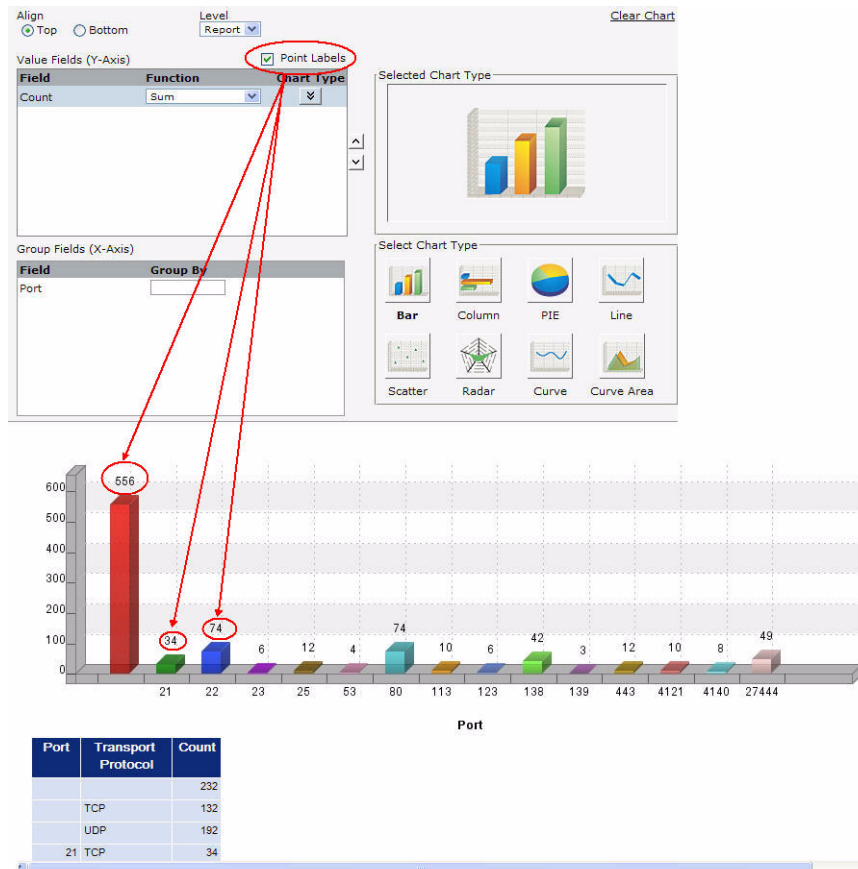 Align Level Clear Chart
Top Bottom Report
Value Fields (Y-Axis) Point Labels
Field Function Chart Type
Count Sum
Selected Chart Type
Group Fields (X-Axis)
Field Group By
Port
Select Chart Type
Bar Column PIE Line
Scatter Radar Curve Curve Area
600
500
400
300
200
100
0
556 34 74 6 12 4 74 10 6 42 3 12 10 8 49
21 22 23 25 53 80 113 123 138 139 443 4121 4140 27444
Port
Port Transport Protocol Count
232
TCP 132
UDP 192
21 TCP 34